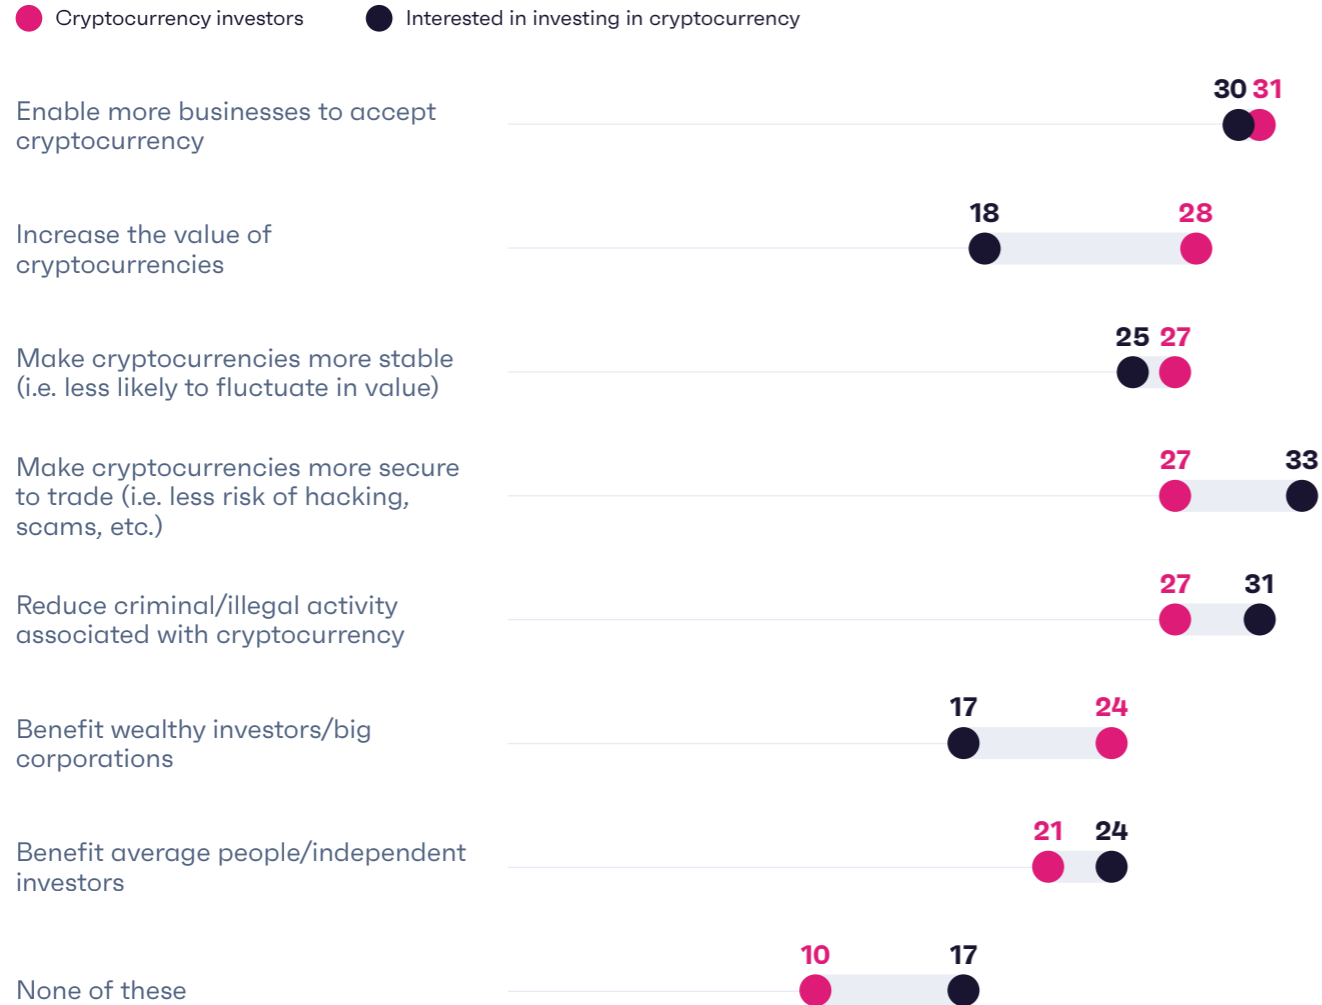 Cryptocurrency investors
Interested in investing in cryptocurrency
30 31
Enable more businesses to accept
cryptocurrency
18 28
Increase the value of
cryptocurrencies
25 27
Make cryptocurrencies more stable
(i.e. less likely to fluctuate in value)
27 33
Make cryptocurrencies more secure
to trade (i.e. less risk of hacking,
scams, etc.)
27 31
Reduce criminal/illegal activity
associated with cryptocurrency
17 24
Benefit wealthy investors/big
corporations
21 24
Benefit average people/independent
investors
10 17
None of these